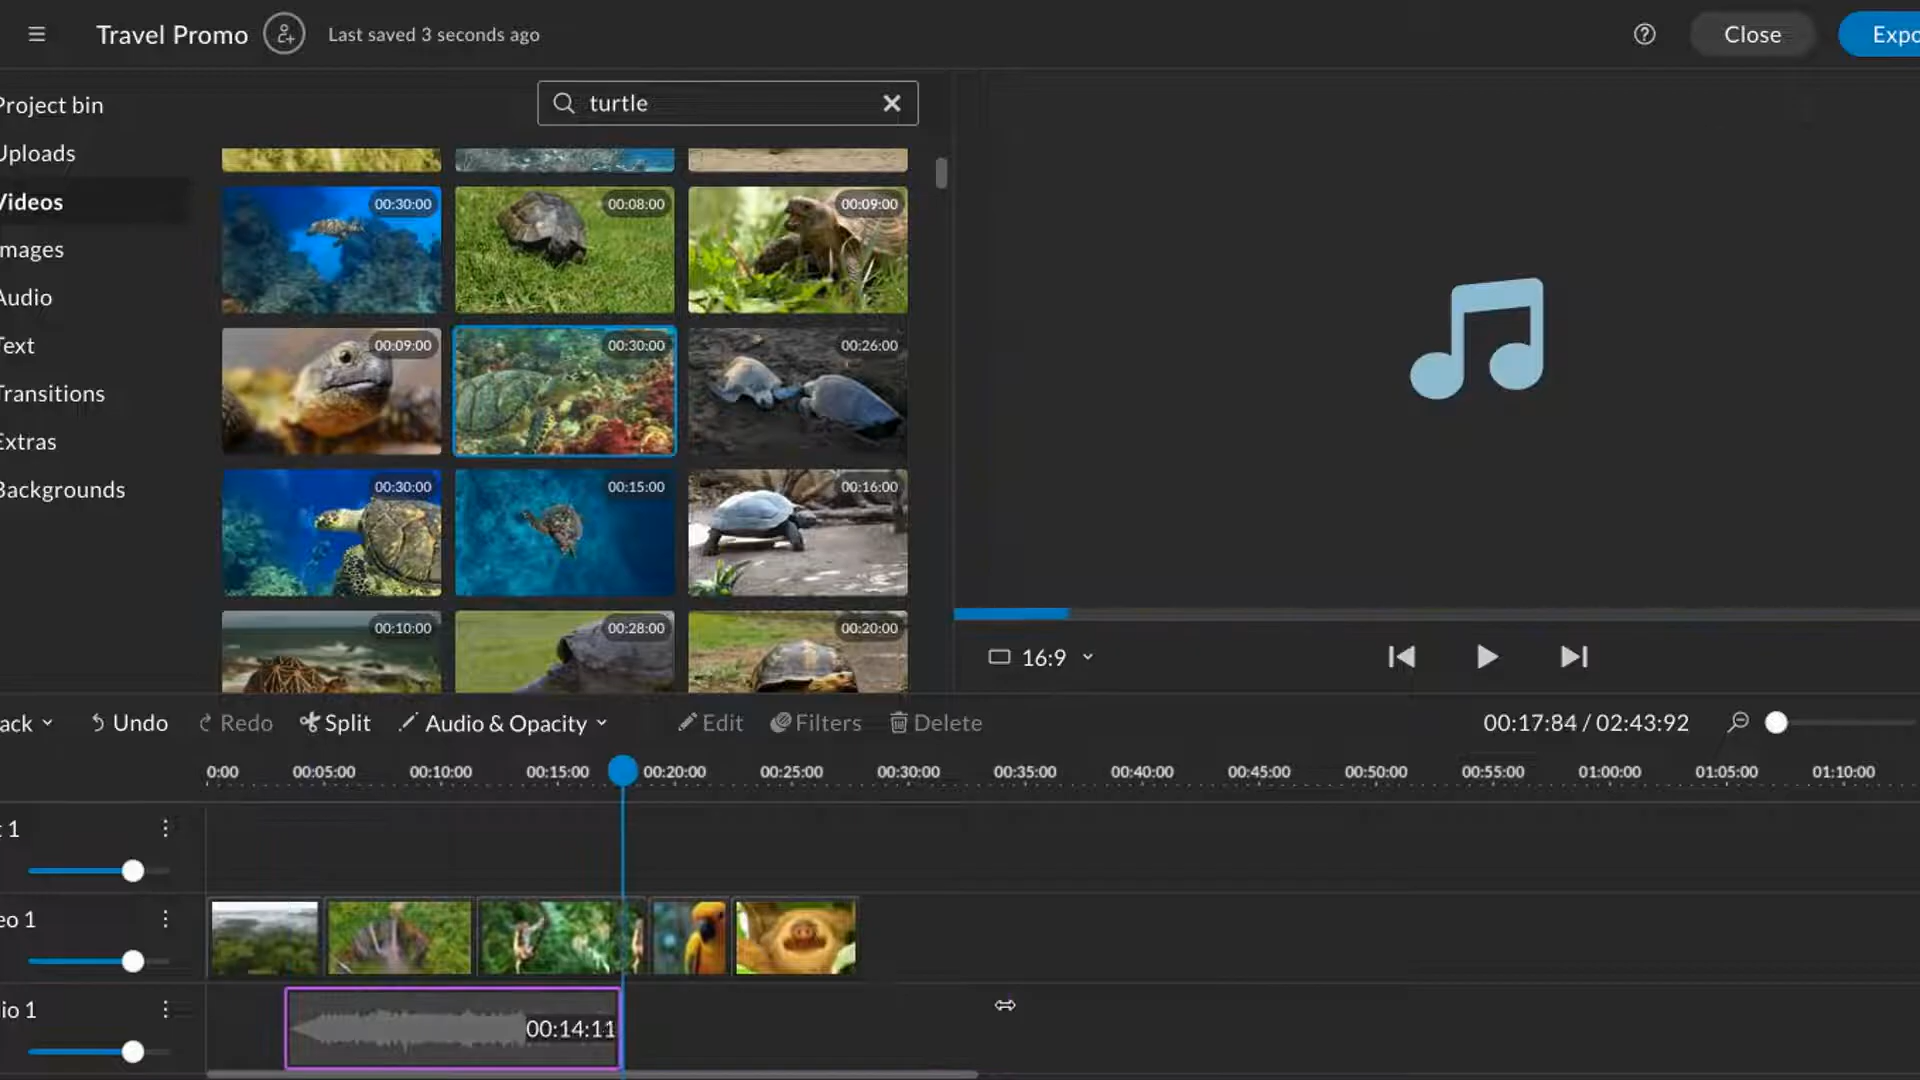 Travel Promo
Last saved 3 seconds ago
Close
Expo
Project bin
turtle
Uploads
Videos
Images
Audio
Text
Transitions
Extras
Backgrounds
00:30:00
00:08:00
00:09:00
00:09:00
00:30:00
00:26:00
00:30:00
00:15:00
00:16:00
00:10:00
00:28:00
00:20:00
16:9
ack
Undo
Redo
Split
Audio & Opacity
Edit
Filters
Delete
00:17:84 / 02:43:92
0:00
00:05:00
00:10:00
00:15:00
00:20:00
00:25:00
00:30:00
00:35:00
00:40:00
00:45:00
00:50:00
00:55:00
01:00:00
01:05:00
01:10:00
t 1
eo 1
io 1
00:14:11